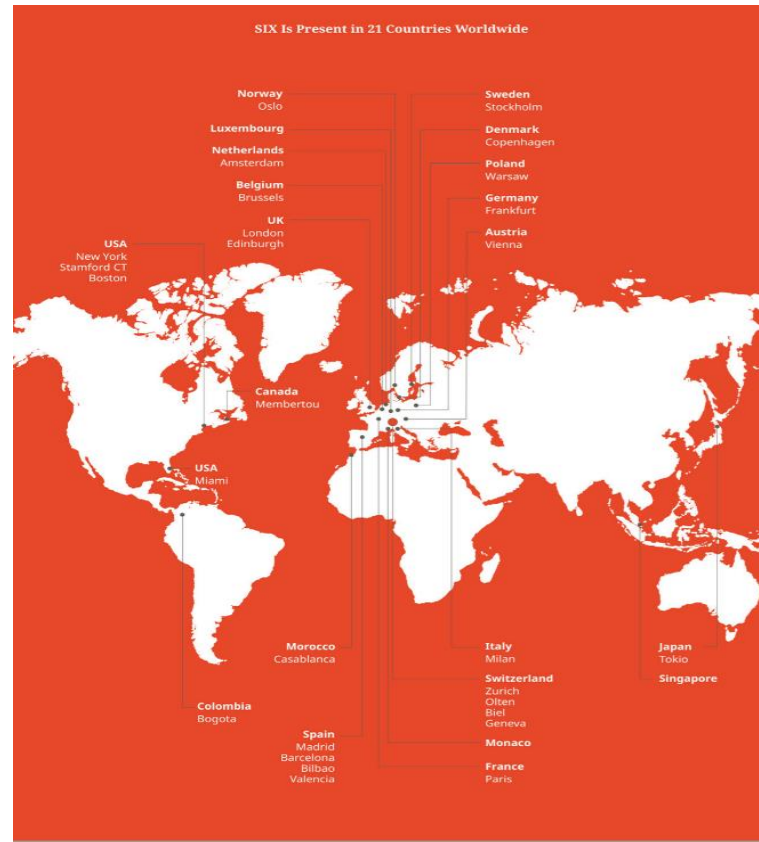 SIX Is Present in 21 Countries Worldwide
Norway
Oslo
Luxembourg
Netherlands
Amsterdam
Belgium
Brussels
UK
London
Edinburgh
USA
New York
Stamford CT
Boston
Sweden
Stockholm
Denmark
Copenhagen
Poland
Warsaw
Germany
Frankfurt
Austria
Vienna
Canada
Membertou
USA
Miami
Morocco
Casablanca
Colombia
Bogota
Spain
Madrid
Barcelona
Bilbao
Valencia
Italy
Milan
Switzerland
Zurich
Olten
Biel
Geneva
Monaco
France
Paris
Japan
Tokio
Singapore